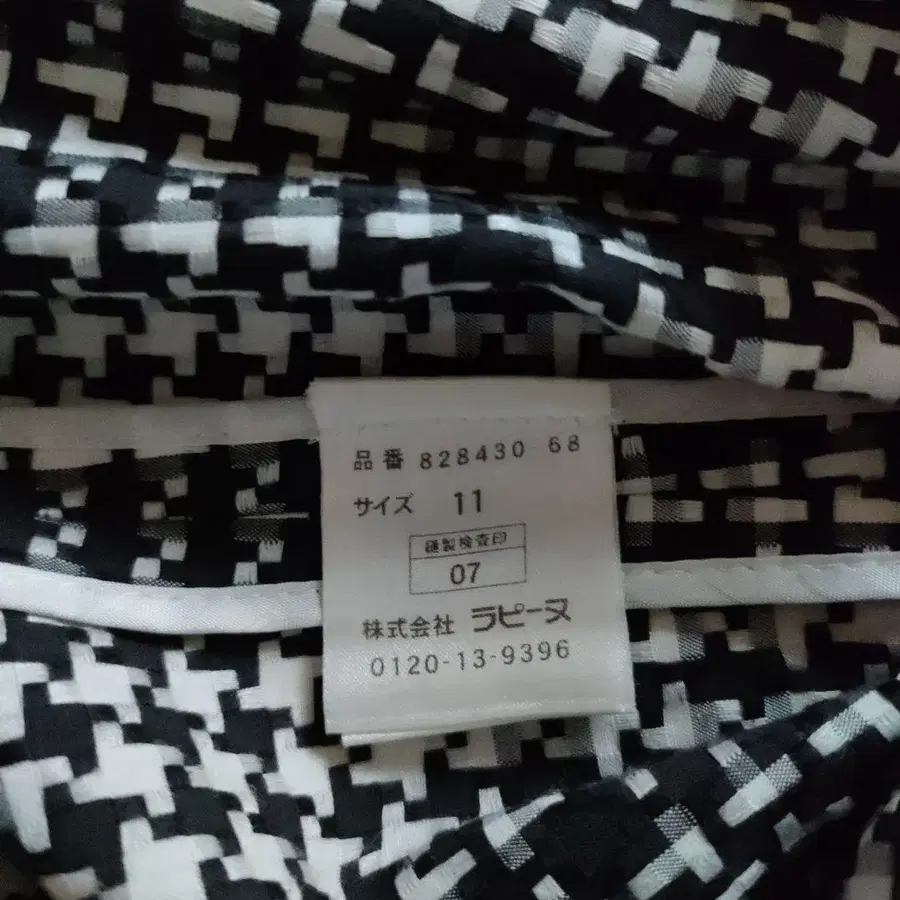 品番 828430 68
サイズ 11
縫製検査印
07
株式会社 ラピーヌ
0120-13-9396